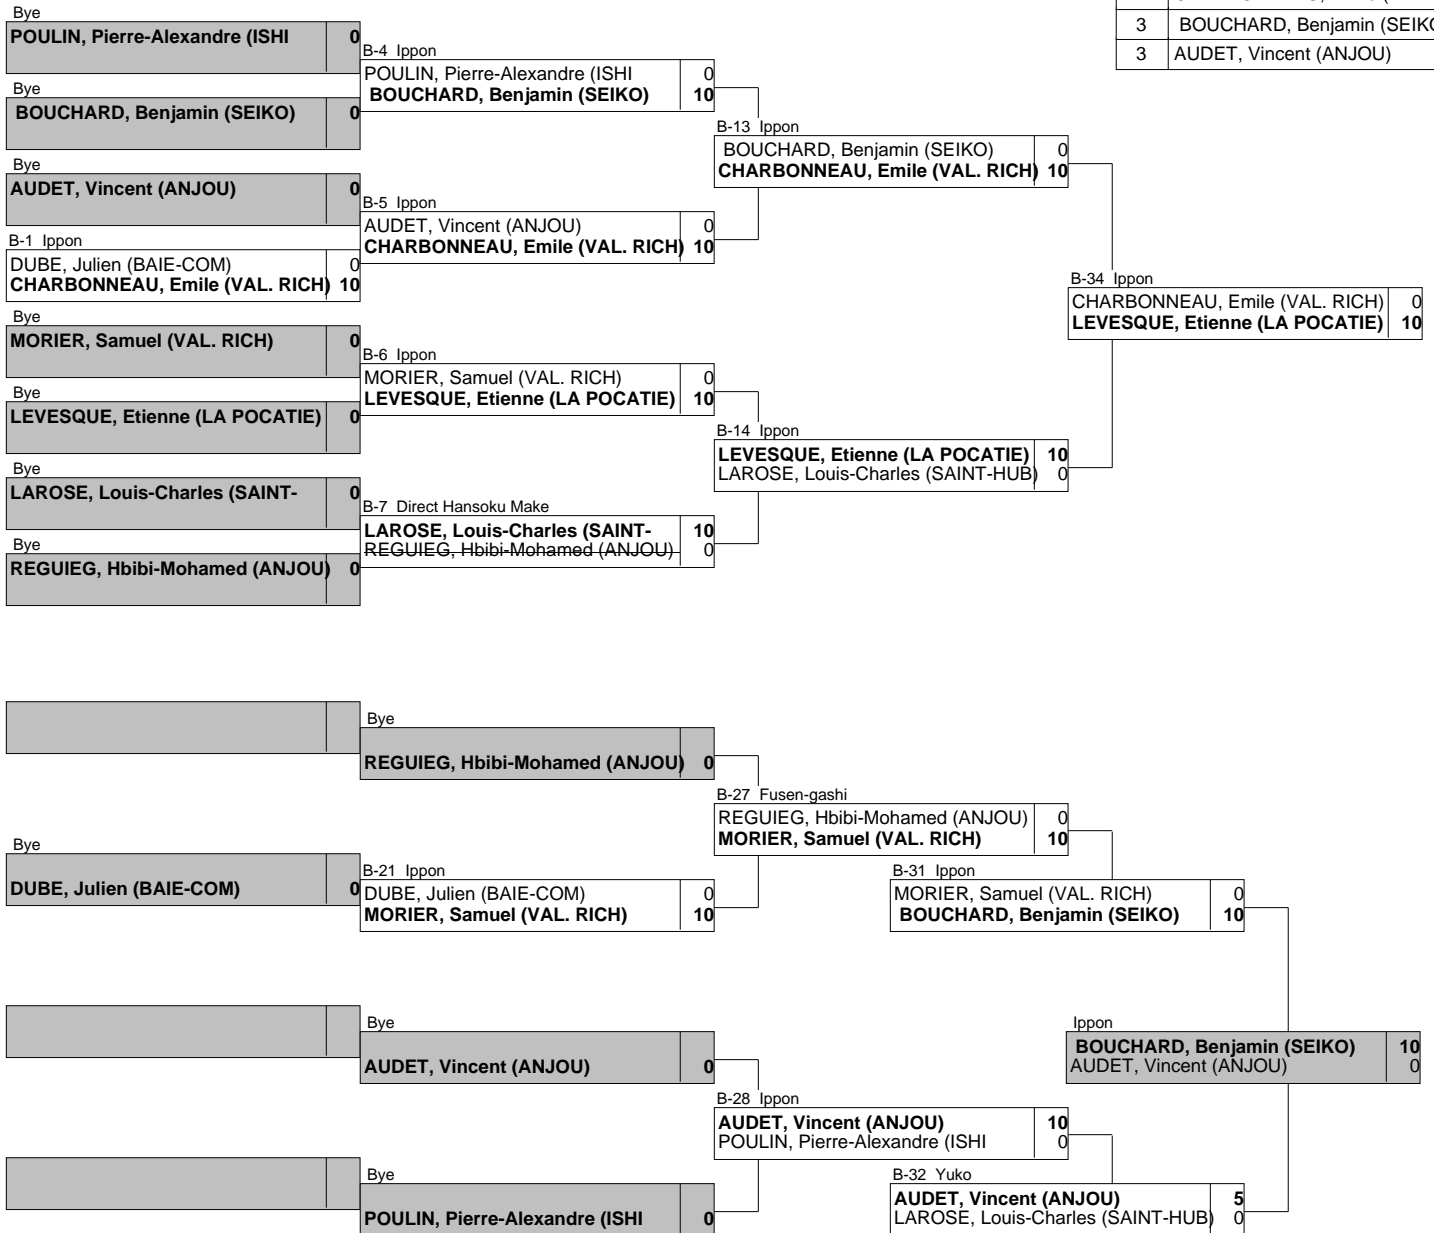 3 BOUCHARD, Benjamin (SEIKO
3 AUDET, Vincent (ANJOU)
Bye
POULIN, Pierre-Alexandre (ISHI 0
Bye
BOUCHARD, Benjamin (SEIKO) 0
Bye
AUDET, Vincent (ANJOU) 0
B-1 Ippon
DUBE, Julien (BAIE-COM) 0
CHARBONNEAU, Emile (VAL. RICH) 10
Bye
MORIER, Samuel (VAL. RICH) 0
Bye
LEVESQUE, Etienne (LA POCATIE) 0
Bye
LAROSE, Louis-Charles (SAINT- 0
Bye
REGUIEG, Hbibi-Mohamed (ANJOU) 0
B-4 Ippon
POULIN, Pierre-Alexandre (ISHI 0
BOUCHARD, Benjamin (SEIKO) 10
B-5 Ippon
AUDET, Vincent (ANJOU) 0
CHARBONNEAU, Emile (VAL. RICH) 10
B-6 Ippon
MORIER, Samuel (VAL. RICH) 0
LEVESQUE, Etienne (LA POCATIE) 10
B-7 Direct Hansoku Make
LAROSE, Louis-Charles (SAINT- 10
REGUIEG, Hbibi-Mohamed (ANJOU) 0
B-13 Ippon
BOUCHARD, Benjamin (SEIKO) 0
CHARBONNEAU, Emile (VAL. RICH) 10
B-14 Ippon
LEVESQUE, Etienne (LA POCATIE) 10
LAROSE, Louis-Charles (SAINT-HUB) 0
B-34 Ippon
CHARBONNEAU, Emile (VAL. RICH) 0
LEVESQUE, Etienne (LA POCATIE) 10
Bye
REGUIEG, Hbibi-Mohamed (ANJOU) 0
Bye
DUBE, Julien (BAIE-COM) 0
B-21 Ippon
DUBE, Julien (BAIE-COM) 0
MORIER, Samuel (VAL. RICH) 10
B-27 Fusen-gashi
REGUIEG, Hbibi-Mohamed (ANJOU) 0
MORIER, Samuel (VAL. RICH) 10
B-31 Ippon
MORIER, Samuel (VAL. RICH) 0
BOUCHARD, Benjamin (SEIKO) 10
Bye
AUDET, Vincent (ANJOU) 0
Bye
POULIN, Pierre-Alexandre (ISHI 0
B-28 Ippon
AUDET, Vincent (ANJOU) 10
POULIN, Pierre-Alexandre (ISHI 0
B-32 Yuko
AUDET, Vincent (ANJOU) 5
LAROSE, Louis-Charles (SAINT-HUB) 0
Ippon
BOUCHARD, Benjamin (SEIKO) 10
AUDET, Vincent (ANJOU) 0